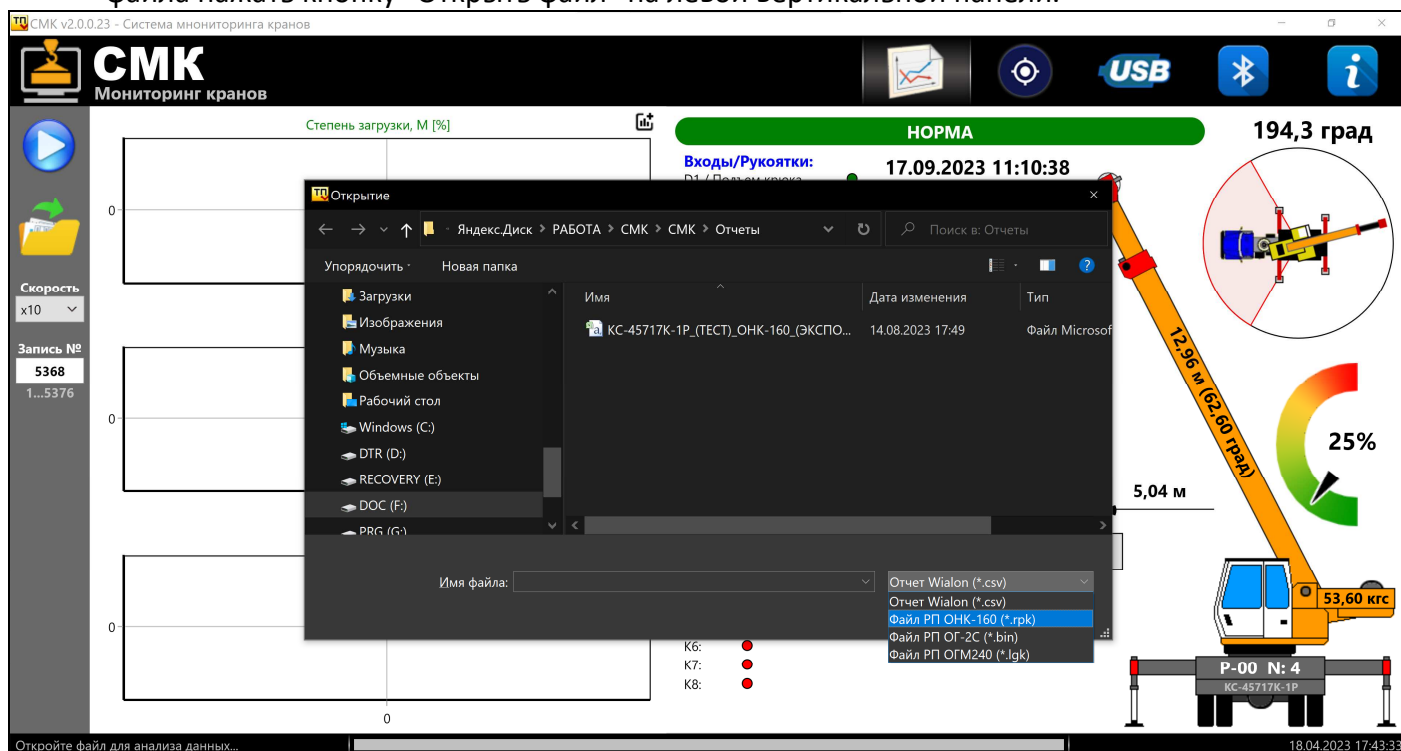 файла нажать кнопку "Открыть файл" на левой вертикальной панели.
СМК v2.0.0.23 - Система мнониторинга кранов
СМК
Мониторинг кранов
USB
Степень загрузки, М [%]
НОРМА
194,3 град
Входы/Рукоятки:
17.09.2023 11:10:38
D1 / Подъем крюка
Открытие
Яндекс.Диск > РАБОТА > СМК > СМК > Отчеты
Поиск в: Отчеты
Упорядочить
Новая папка
Скорость
x10
Запись №
5368
1...5376
Загрузки
Изображения
Музыка
Объемные объекты
Рабочий стол
Windows (C:)
DTR (D:)
RECOVERY (E:)
DOC (F:)
PRG (G:)
Имя
Дата изменения
Тип
КС-45717К-1Р_(ТЕСТ)_ОНК-160_(ЭКСПО...
14.08.2023 17:49
Файл Microsof
0
0
0
0
12,96 м (62,60 град)
25%
5,04 м
Имя файла:
Отчет Wialon (*.csv)
Отчет Wialon (*.csv)
Файл РП ОНК-160 (*.rpk)
Файл РП ОГ-2С (*.bin)
Файл РП ОГМ240 (*.lgk)
53,60 кгс
К6:
К7:
К8:
P-00 N: 4
КС-45717К-1Р
Откройте файл для анализа данных...
18.04.2023 17:43:33